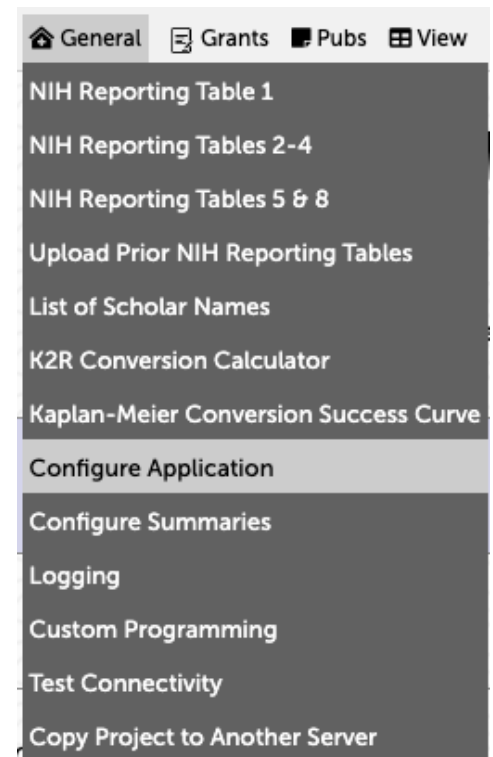 General Grants Pubs View
NIH Reporting Table 1
NIH Reporting Tables 2-4
NIH Reporting Tables 5 & 8
Upload Prior NIH Reporting Tables
List of Scholar Names
K2R Conversion Calculator
Kaplan-Meier Conversion Success Curve
Configure Application
Configure Summaries
Logging
Custom Programming
Test Connectivity
Copy Project to Another Server